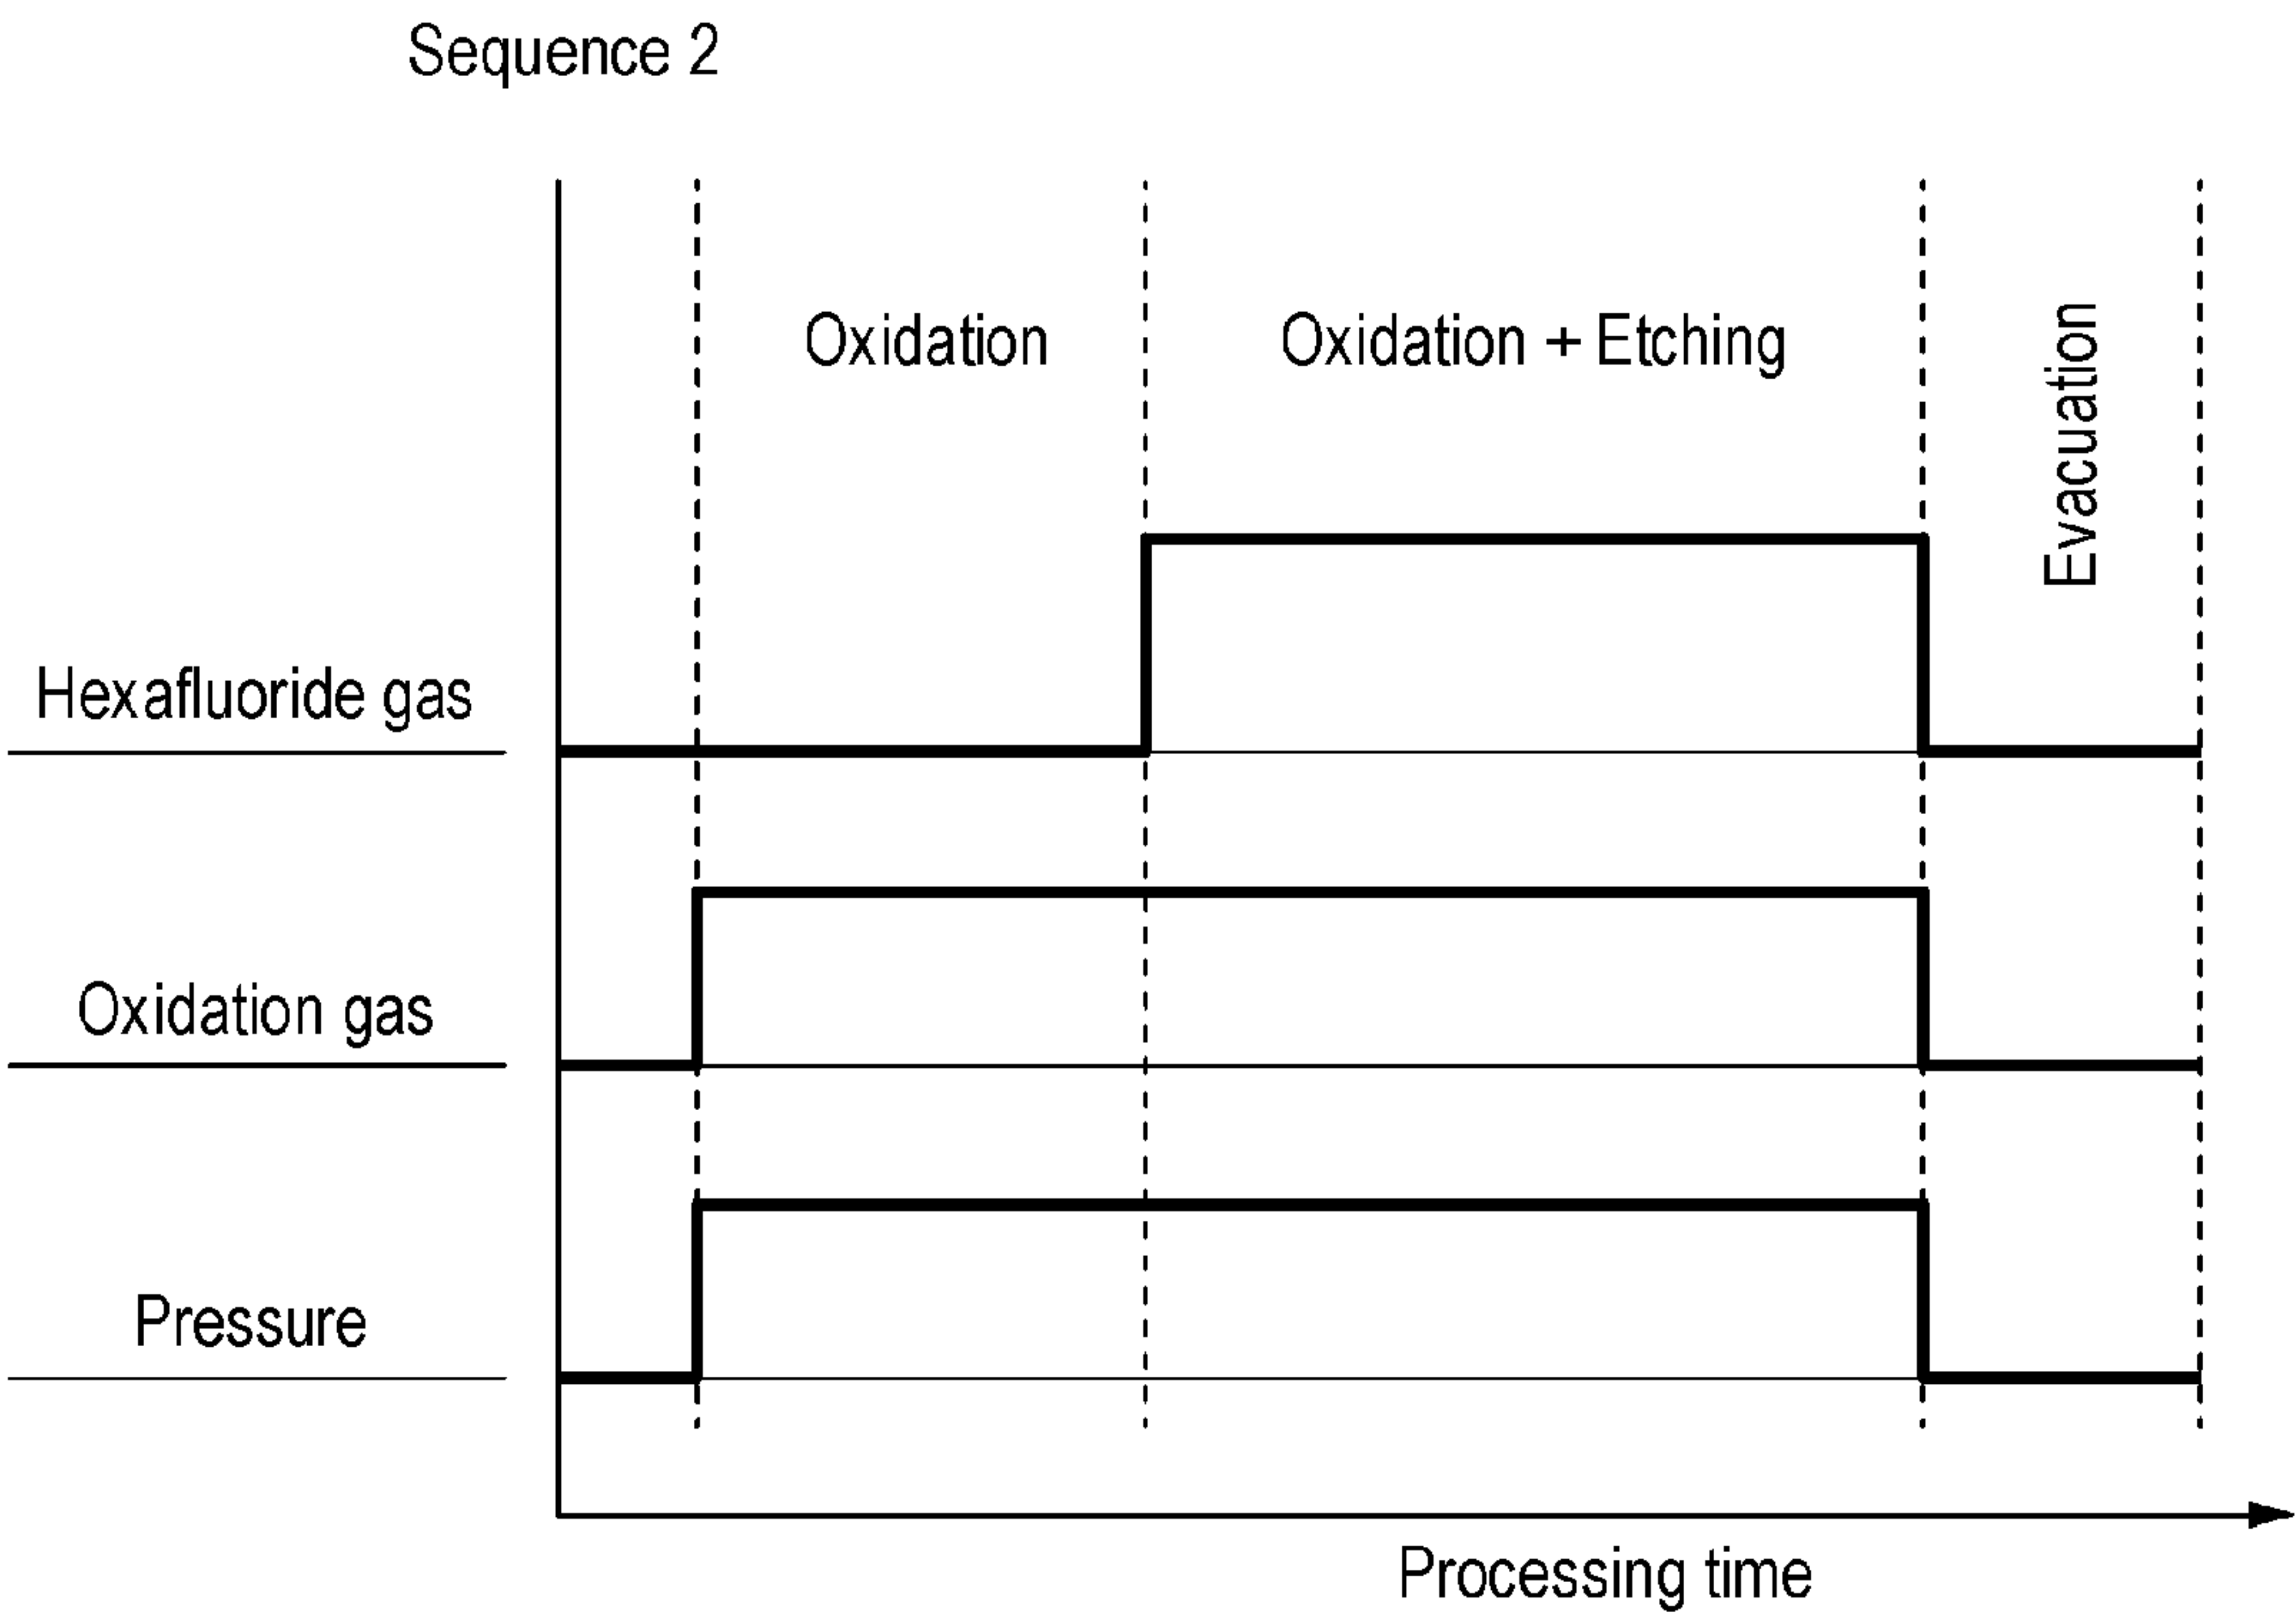 Sequence 2
Oxidation
Oxidation + Etching
Evacuation
Hexafluoride gas
Oxidation gas
Pressure
Processing time